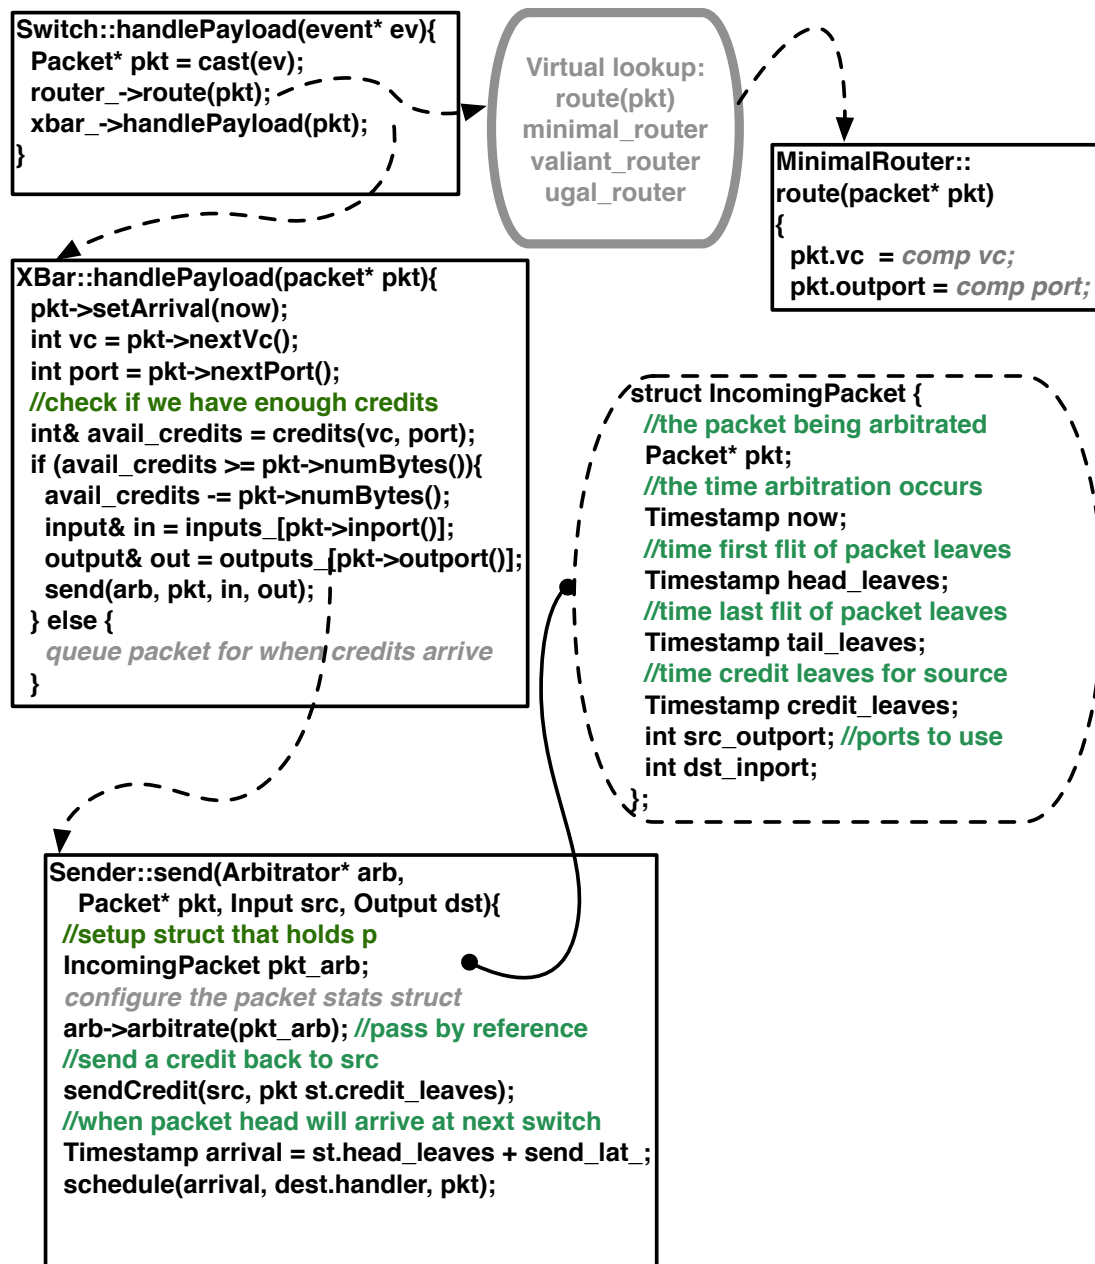 Switch::handlePayload(event* ev){
Packet* pkt = cast(ev);
router_->route(pkt);
xbar_->handlePayload(pkt);
}
Virtual lookup:
route(pkt)
minimal_router
valiant_router
ugal_router
MinimalRouter::
route(packet* pkt)
{
pkt.vc = comp vc;
pkt.outport = comp port;
XBar::handlePayload(packet* pkt){
pkt->setArrival(now);
int vc = pkt->nextVc();
int port = pkt->nextPort();
//check if we have enough credits
int& avail_credits = credits(vc, port);
if (avail_credits >= pkt->numBytes()){
avail_credits -= pkt->numBytes();
input& in = inputs_[pkt->inport()];
output& out = outputs_[pkt->outport()];
send(arb, pkt, in, out);
} else {
queue packet for when credits arrive
}
struct IncomingPacket {
//the packet being arbitrated
Packet* pkt;
//the time arbitration occurs
Timestamp now;
//time first flit of packet leaves
Timestamp head_leaves;
//time last flit of packet leaves
Timestamp tail_leaves;
//time credit leaves for source
Timestamp credit_leaves;
int src_outport; //ports to use
int dst_inport;
};
Sender::send(Arbitrator* arb,
Packet* pkt, Input src, Output dst){
//setup struct that holds p
IncomingPacket pkt_arb;
configure the packet stats struct
arb->arbitrate(pkt_arb); //pass by reference
//send a credit back to src
sendCredit(src, pkt st.credit_leaves);
//when packet head will arrive at next switch
Timestamp arrival = st.head_leaves + send_lat_;
schedule(arrival, dest.handler, pkt);